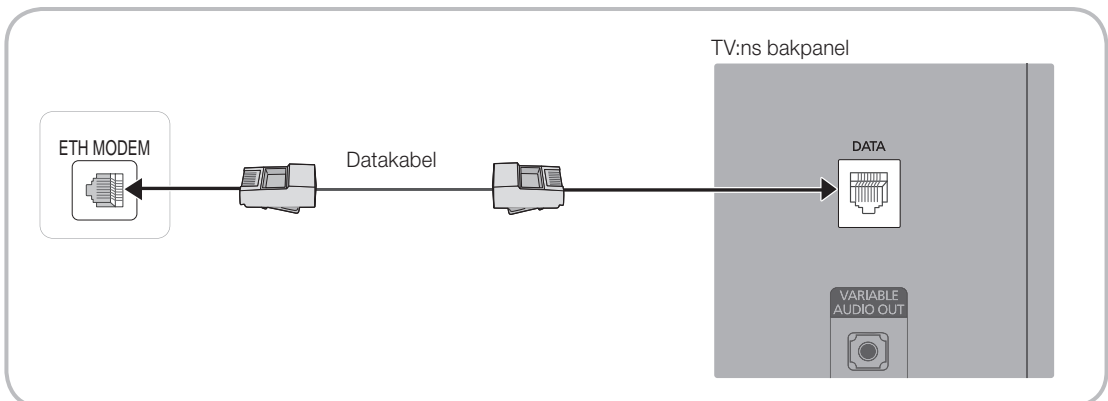 TV:ns bakpanel
ETH MODEM
Datakabel
DATA
VARIABLE
AUDIO OUT